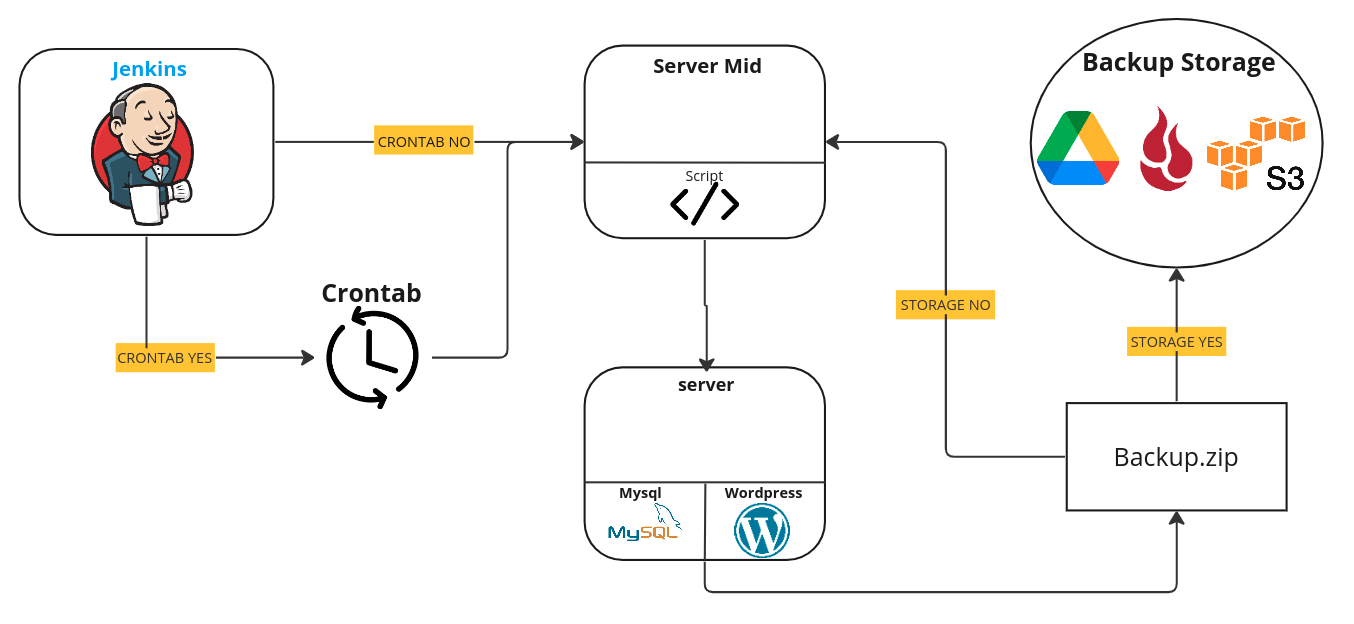 Jenkins
CRONTAB NO
Server Mid
Script
Backup Storage
S3
Crontab
CRONTAB YES
STORAGE NO
STORAGE YES
server
Mysql
Wordpress
MySQL
W
Backup.zip